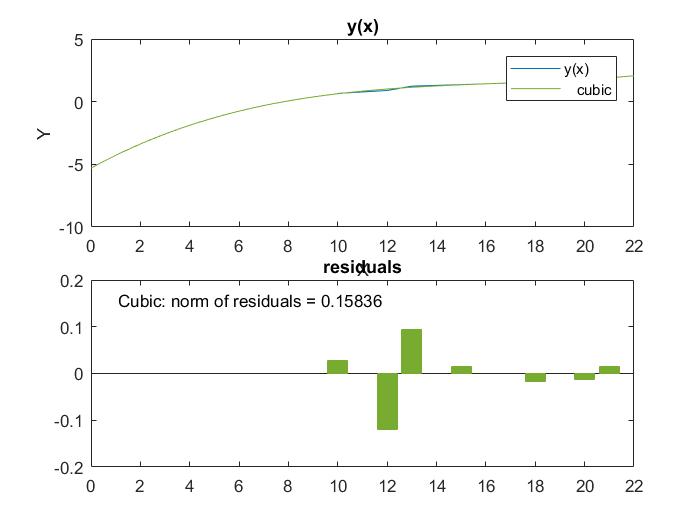 y(x)
5
0
-5
-10
Y
y(x)
cubic
0 2 4 6 8 10 12 14 16 18 20 22
X
residuals
0.2
0.1
0
-0.1
-0.2
Cubic: norm of residuals = 0.15836
0 2 4 6 8 10 12 14 16 18 20 22